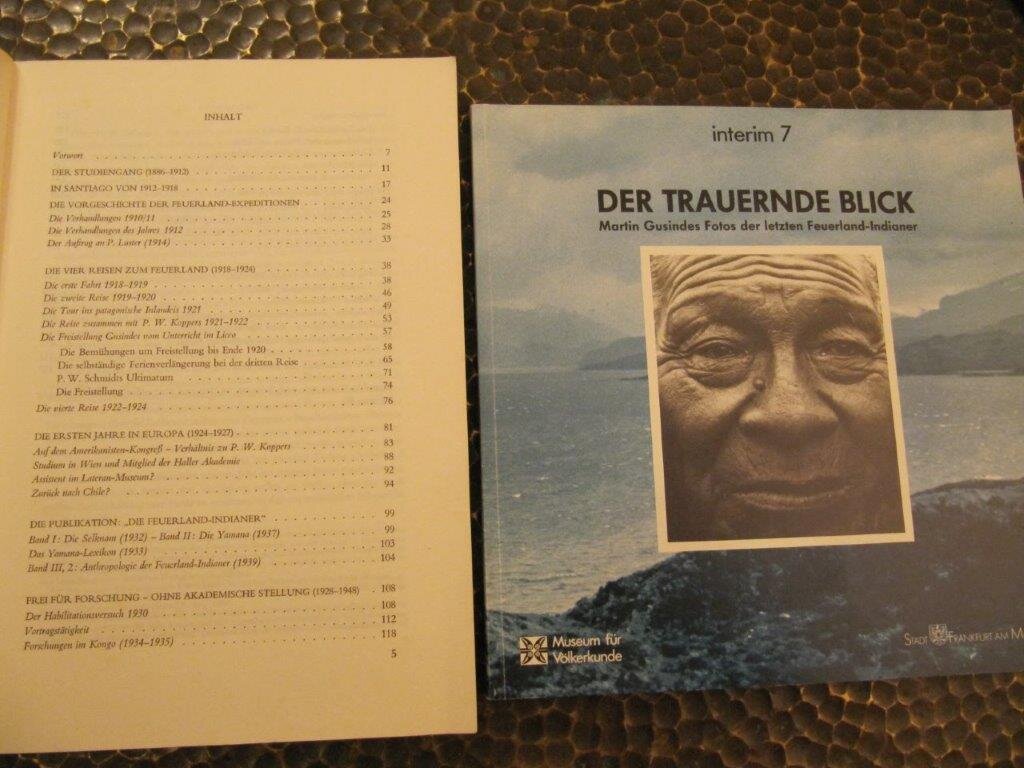 INHALT
Vorwort . . . . . . . . . . 7
DER STUDIENGANG (1886–1912) . . . . . . . . . . 11
IN SANTIAGO VON 1912–1918 . . . . . . . . . . 17
DIE VORGESCHICHTE DER FEUERLAND-EXPEDITIONEN . . . . . . . . . . 24
Die Verhandlungen 1910/11 . . . . . . . . . . 25
Die Verhandlungen des Jahres 1912 . . . . . . . . . . 28
Der Auftrag an P. Luster (1914) . . . . . . . . . . 33
DIE VIER REISEN ZUM FEUERLAND (1918–1924) . . . . . . . . . . 38
Die erste Fahrt 1918–1919 . . . . . . . . . . 38
Die zweite Reise 1919–1920 . . . . . . . . . . 46
Die Tour ins patagonische Inlandeis 1921 . . . . . . . . . . 49
Die Reise zusammen mit P. W. Koppers 1921–1922 . . . . . . . . . . 53
Die Freistellung Gusindes vom Unterricht im Liceo . . . . . . . . . . 57
Die Bemühungen um Freistellung bis Ende 1920 . . . . . . . . . . 58
Die selbständige Ferienverlängerung bei der dritten Reise . . . . . . . . . . 65
P. W. Schmidts Ultimatum . . . . . . . . . . 71
Die Freistellung . . . . . . . . . . 74
Die vierte Reise 1922–1924 . . . . . . . . . . 76
DIE ERSTEN JAHRE IN EUROPA (1924–1927) . . . . . . . . . . 81
Auf dem Amerikanisten-Kongreß – Verhältnis zu P. W. Koppers . . . . . . . . . . 83
Studium in Wien und Mitglied der Haller Akademie . . . . . . . . . . 88
Assistent im Lateran-Museum? . . . . . . . . . . 92
Zurück nach Chile? . . . . . . . . . . 94
DIE PUBLIKATION: „DIE FEUERLAND-INDIANER“ . . . . . . . . . . 99
Band I: Die Selknam (1932) – Band II: Die Yamana (1937) . . . . . . . . . . 99
Das Yamana-Lexikon (1933) . . . . . . . . . . 103
Band III, 2: Anthropologie der Feuerland-Indianer (1939) . . . . . . . . . . 104
FREI FÜR FORSCHUNG – OHNE AKADEMISCHE STELLUNG (1928–1948) . 108
Der Habilitationsversuch 1930 . . . . . . . . . . 108
Vortragstätigkeit . . . . . . . . . . 112
Forschungen im Kongo (1934–1935) . . . . . . . . . . 118
5
interim 7
DER TRAUERNDE BLICK
Martin Gusindes Fotos der letzten Feuerland-Indianer
Museum für
Völkerkunde
STADT FRANKFURT AM M